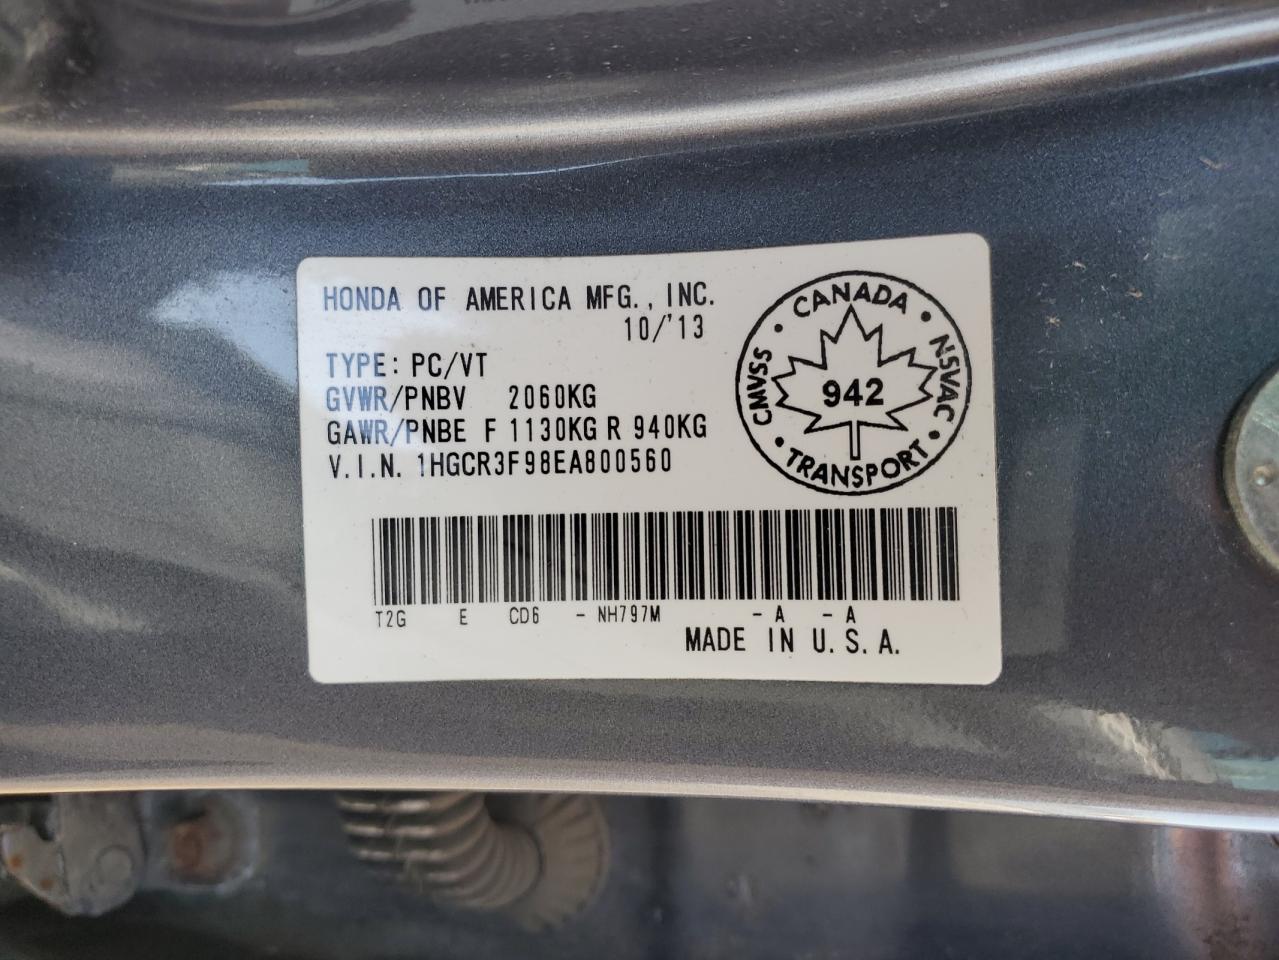 HONDA OF AMERICA MFG., INC.
10/'13
TYPE: PC/VT
GVWR/PNBV 2060KG
GAWR/PNBE F 1130KG R 940KG
V.I.N. 1HGCR3F98EA800560
CANADA
CMVSS
NSVAC
942
TRANSPORT
T2G E CD6 - NH797M - A - A
MADE IN U.S.A.